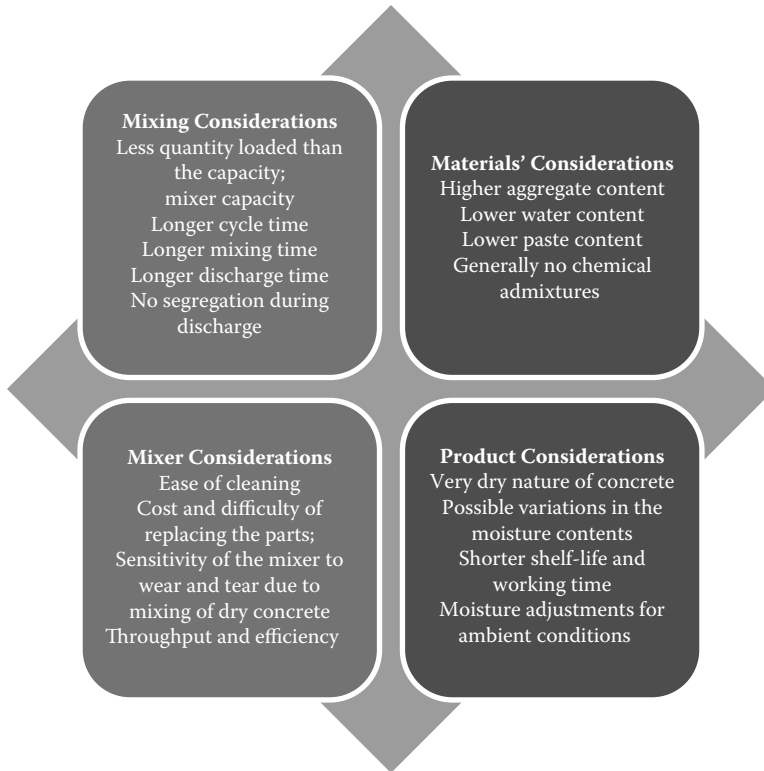 Mixing Considerations
Less quantity loaded than
the capacity;
mixer capacity
Longer cycle time
Longer mixing time
Longer discharge time
No segregation during
discharge
Materials’ Considerations
Higher aggregate content
Lower water content
Lower paste content
Generally no chemical
admixtures
Mixer Considerations
Ease of cleaning
Cost and difficulty of
replacing the parts;
Sensitivity of the mixer to
wear and tear due to
mixing of dry concrete
Throughput and efficiency
Product Considerations
Very dry nature of concrete
Possible variations in the
moisture contents
Shorter shelf-life and
working time
Moisture adjustments for
ambient conditions